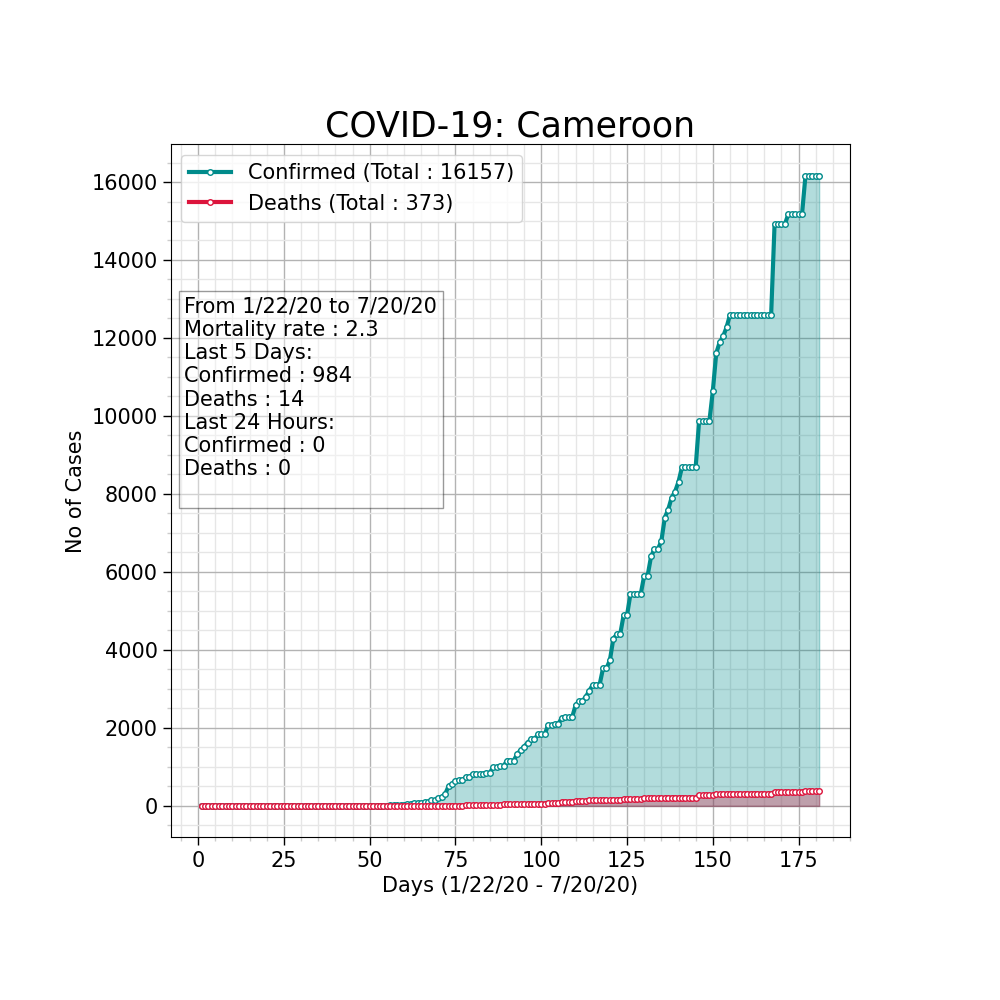 COVID-19: Cameroon
Confirmed (Total : 16157)
Deaths (Total : 373)
From 1/22/20 to 7/20/20
Mortality rate : 2.3
Last 5 Days:
Confirmed : 984
Deaths : 14
Last 24 Hours:
Confirmed : 0
Deaths : 0
No of Cases
16000
14000
12000
10000
8000
6000
4000
2000
0
0 25 50 75 100 125 150 175
Days (1/22/20 - 7/20/20)